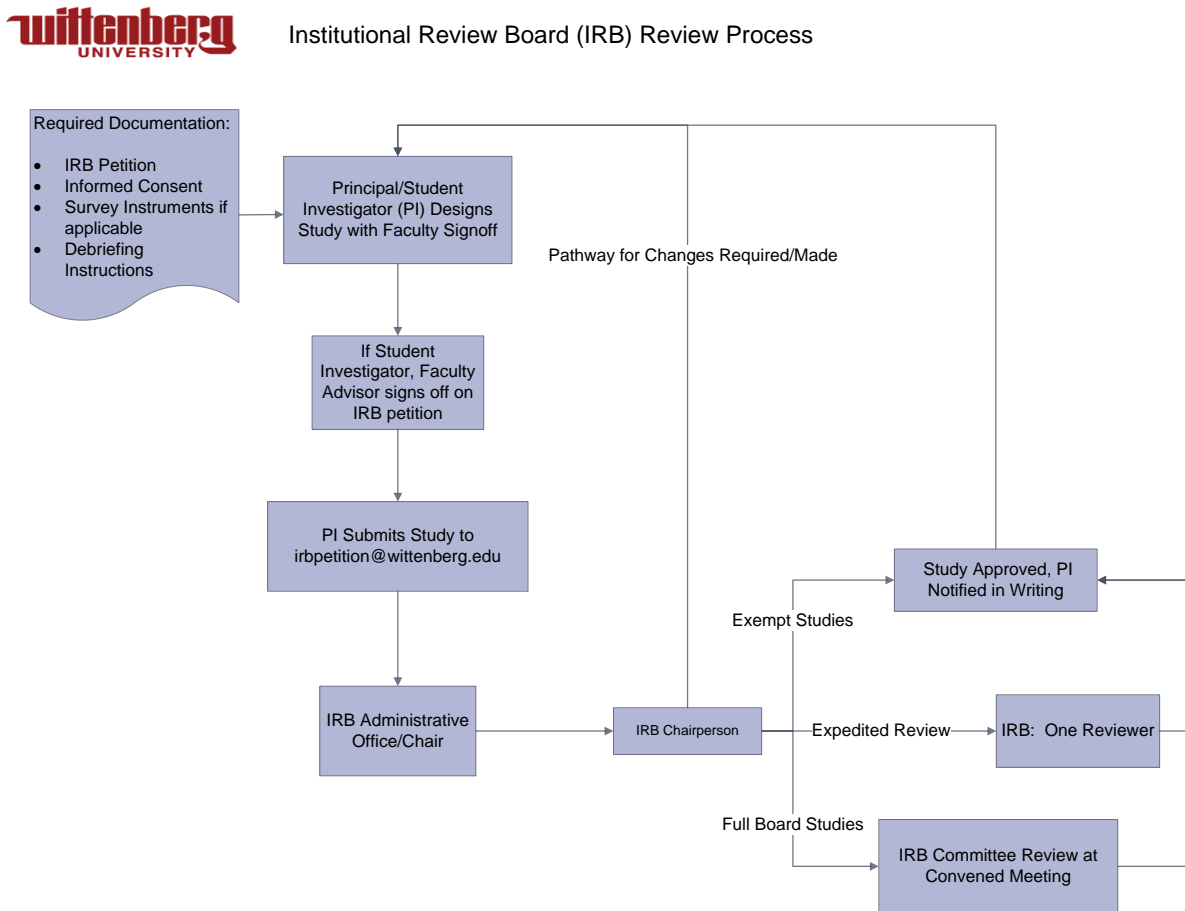 wittenberg
UNIVERSITY
Institutional Review Board (IRB) Review Process
Required Documentation:
• IRB Petition
• Informed Consent
• Survey Instruments if
applicable
• Debriefing
Instructions
Principal/Student
Investigator (PI) Designs
Study with Faculty Signoff
Pathway for Changes Required/Made
If Student
Investigator, Faculty
Advisor signs off on
IRB petition
PI Submits Study to
irbpetition@wittenberg.edu
Study Approved, PI
Notified in Writing
Exempt Studies
IRB Administrative
Office/Chair
IRB Chairperson
Expedited Review
IRB: One Reviewer
Full Board Studies
IRB Committee Review at
Convened Meeting